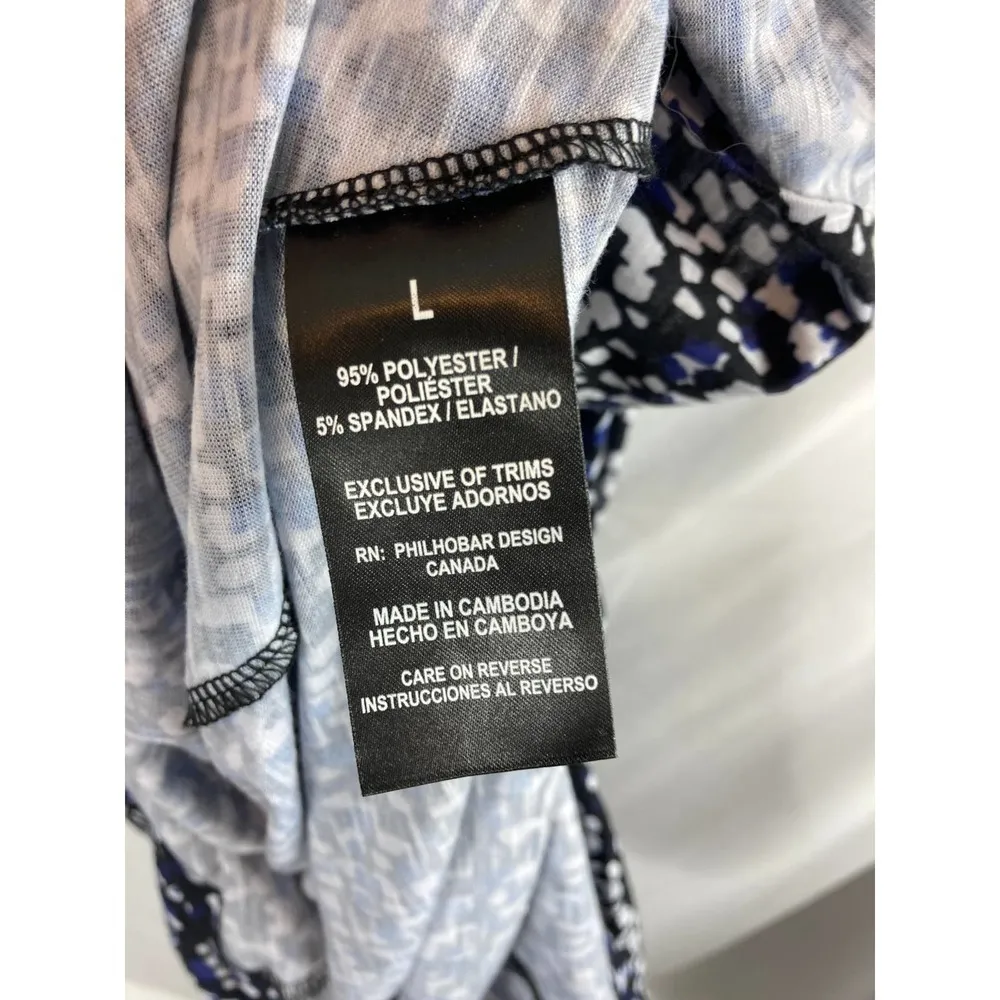 L
95% POLYESTER /
POLIÉSTER
5% SPANDEX / ELASTANO
EXCLUSIVE OF TRIMS
EXCLUYE ADORNOS
RN: PHILHOBAR DESIGN
CANADA
MADE IN CAMBODIA
HECHO EN CAMBOYA
CARE ON REVERSE
INSTRUCCIONES AL REVERSO